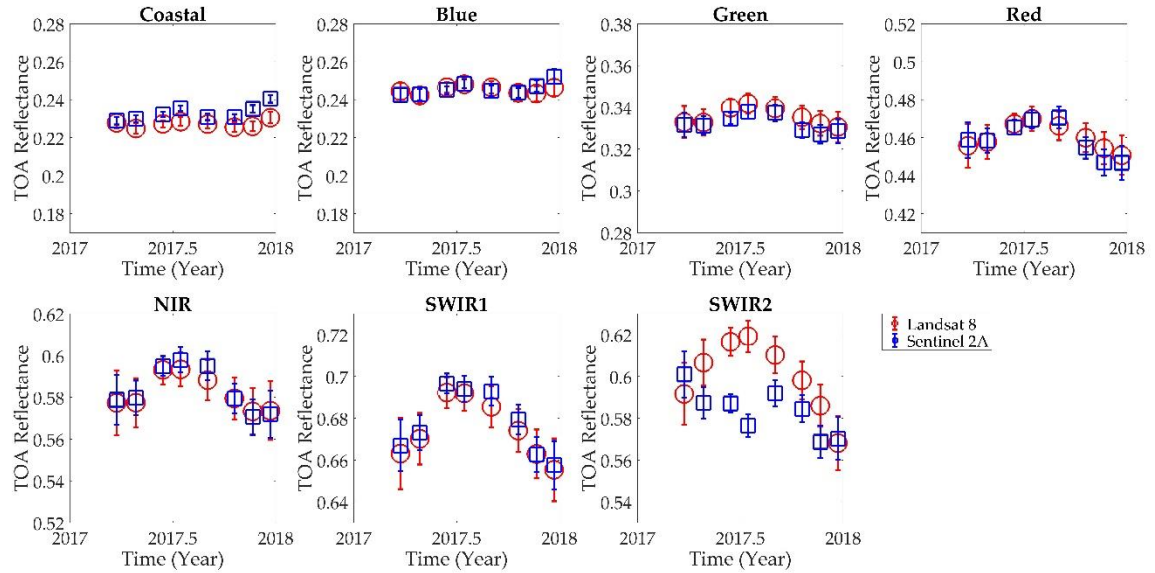 Coastal
0.28
0.26
0.24
0.22
0.2
0.18
TOA Reflectance
2017 2017.5 2018
Time (Year)
Blue
0.28
0.26
0.24
0.22
0.2
0.18
TOA Reflectance
2017 2017.5 2018
Time (Year)
Green
0.38
0.36
0.34
0.32
0.3
0.28
TOA Reflectance
2017 2017.5 2018
Time (Year)
Red
0.52
0.5
0.48
0.46
0.44
0.42
TOA Reflectance
2017 2017.5 2018
Time (Year)
NIR
0.62
0.6
0.58
0.56
0.54
0.52
TOA Reflectance
2017 2017.5 2018
Time (Year)
SWIR1
0.72
0.7
0.68
0.66
0.64
TOA Reflectance
2017 2017.5 2018
Time (Year)
SWIR2
0.62
0.6
0.58
0.56
0.54
TOA Reflectance
2017 2017.5 2018
Time (Year)
Landsat 8
Sentinel 2A